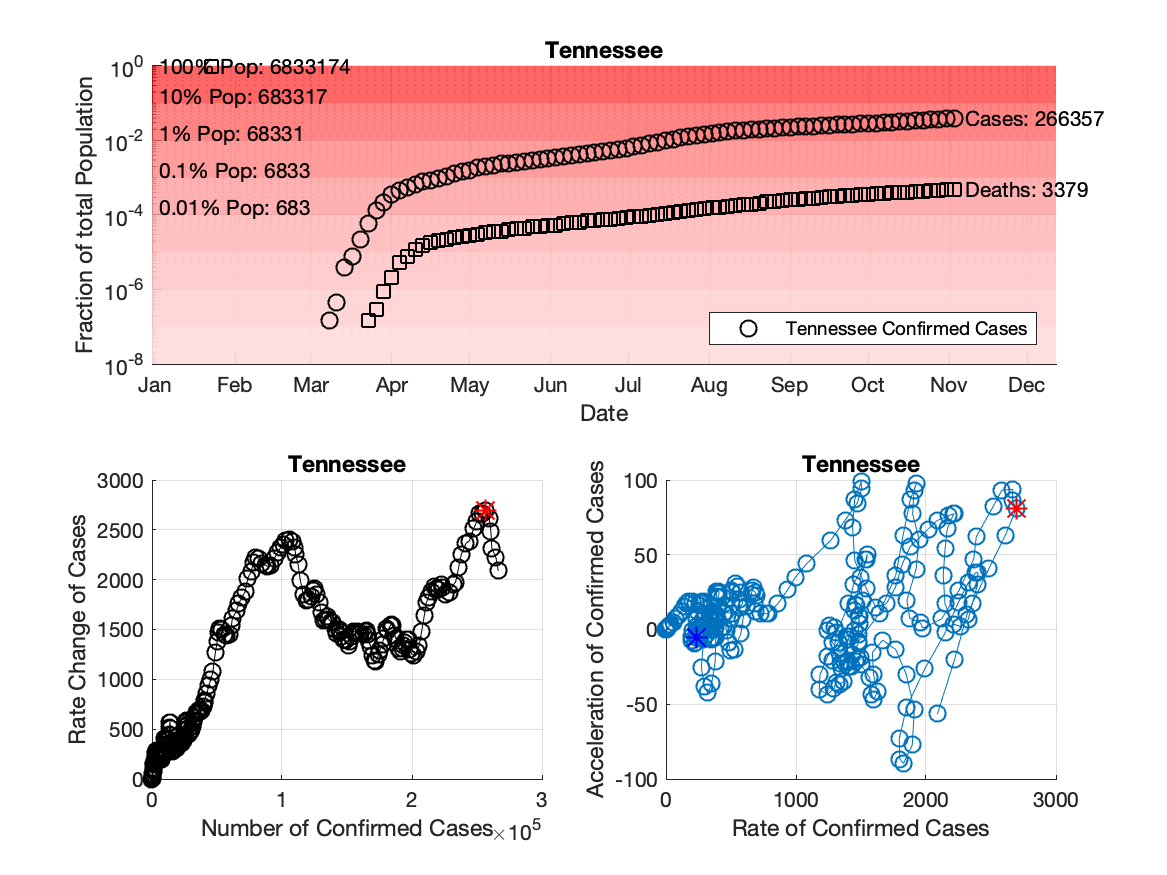 Tennessee
10^0
10^-2
10^-4
10^-6
10^-8
Fraction of total Population
100% Pop: 6833174
10% Pop: 683317
1% Pop: 68331
0.1% Pop: 6833
0.01% Pop: 683
Cases: 266357
Deaths: 3379
Tennessee Confirmed Cases
Jan Feb Mar Apr May Jun Jul Aug Sep Oct Nov Dec
Date
Tennessee
3000
2500
2000
1500
1000
500
0
Rate Change of Cases
0 1 2 3
Number of Confirmed Cases ×10^5
Tennessee
100
50
0
-50
-100
Acceleration of Confirmed Cases
0 1000 2000 3000
Rate of Confirmed Cases